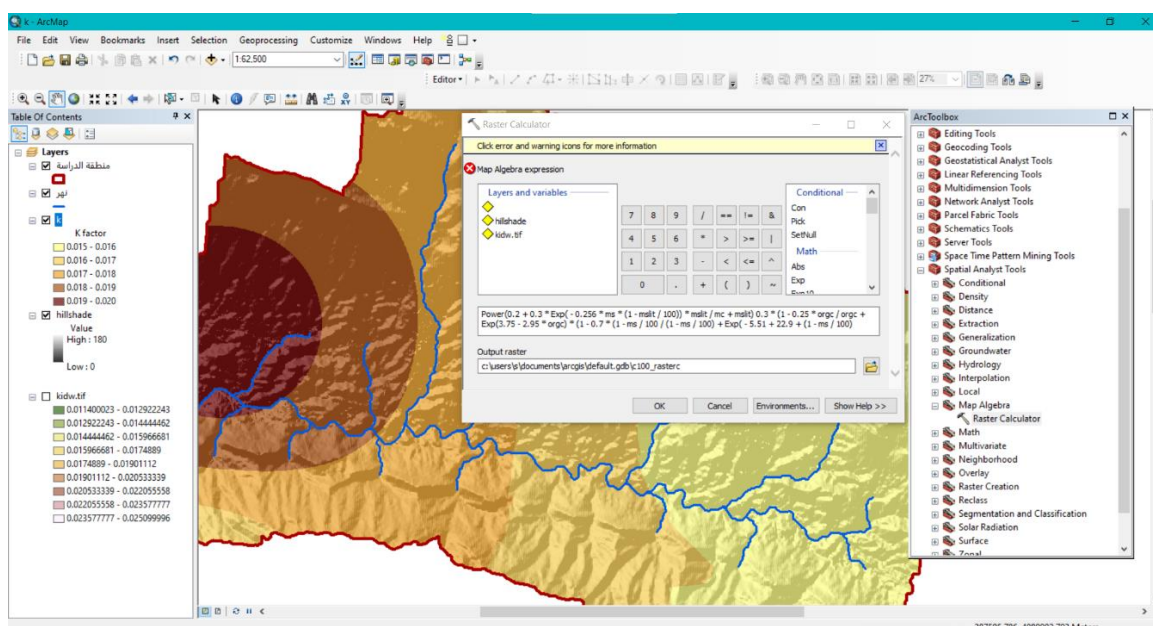 k - ArcMap
File Edit View Bookmarks Insert Selection Geoprocessing Customize Windows Help
1:62,500
Editor
27%
Table Of Contents
Layers
منطقة الدراسة
نهر
k
K factor
0.015 - 0.016
0.016 - 0.017
0.017 - 0.018
0.018 - 0.019
0.019 - 0.020
hillshade
Value
High : 180
Low : 0
kidw.tif
0.011400023 - 0.012922243
0.012922243 - 0.014444462
0.014444462 - 0.015966681
0.015966681 - 0.0174889
0.0174889 - 0.01901112
0.01901112 - 0.020533339
0.020533339 - 0.022055558
0.022055558 - 0.023577777
0.023577777 - 0.025099996
Raster Calculator
Click error and warning icons for more information
Map Algebra expression
Layers and variables
hillshade
kidw.tif
7 8 9 / == != &
4 5 6 * > >= |
1 2 3 - < <= ^
0 . + ( ) ~
Conditional
Con
Pick
SetNull
Math
Abs
Exp
Exp10
Power(0.2 + 0.3 * Exp( - 0.256 * ms * (1 - mslit / 100)) * mslit / mc + mslit) 0.3 * (1 - 0.25 * orgc / orgc +
Exp(3.75 - 2.95 * orgc) * (1 - 0.7 * (1 - ms / 100 / (1 - ms / 100) + Exp( - 5.51 + 22.9 + (1 - ms / 100)
Output raster
c:\users\s\documents\arcgis\default.gdb\c100_rasterc
OK Cancel Environments... Show Help >>
ArcToolbox
Editing Tools
Geocoding Tools
Geostatistical Analyst Tools
Linear Referencing Tools
Multidimension Tools
Network Analyst Tools
Parcel Fabric Tools
Schematics Tools
Server Tools
Space Time Pattern Mining Tools
Spatial Analyst Tools
Conditional
Density
Distance
Extraction
Generalization
Groundwater
Hydrology
Interpolation
Local
Map Algebra
Raster Calculator
Math
Multivariate
Neighborhood
Overlay
Raster Creation
Reclass
Segmentation and Classification
Solar Radiation
Surface
Zonal